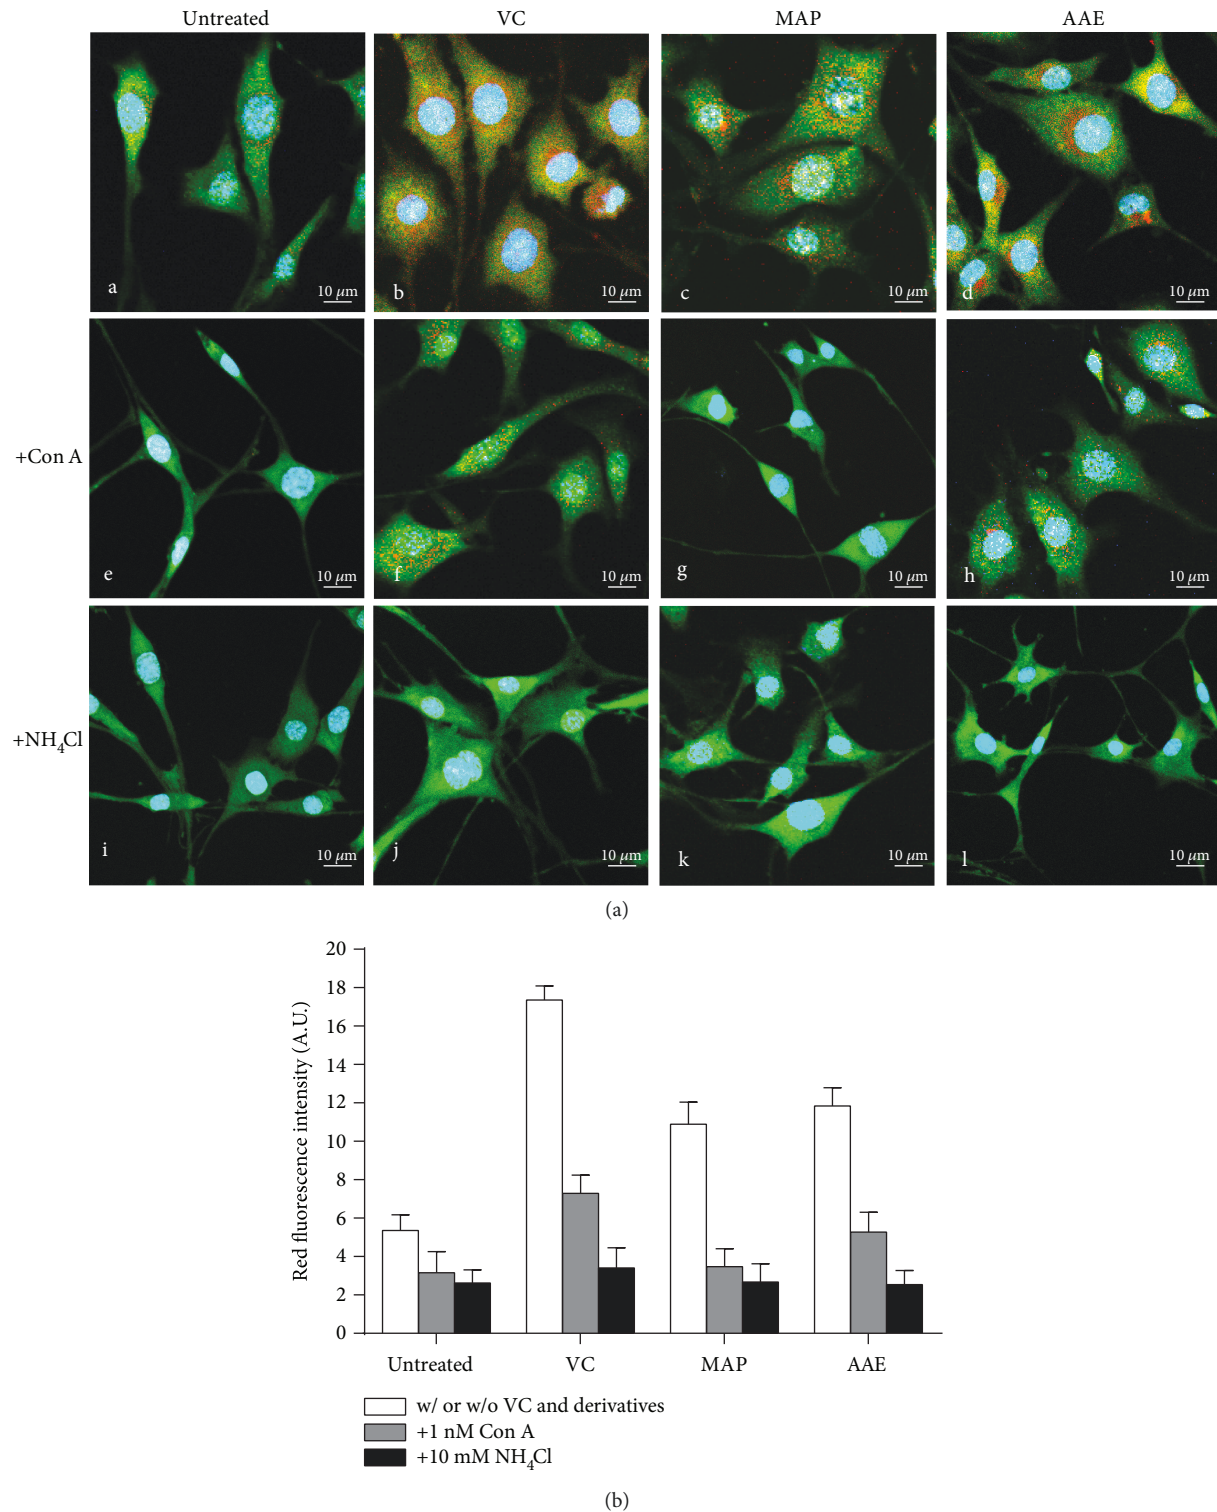 Untreated VC MAP AAE
a 10 μm b 10 μm c 10 μm d 10 μm
+Con A
e 10 μm f 10 μm g 10 μm h 10 μm
+NH₄Cl
i 10 μm j 10 μm k 10 μm l 10 μm
(a)
Red fluorescence intensity (A.U.)
20
18
16
14
12
10
8
6
4
2
0
Untreated VC MAP AAE
w/ or w/o VC and derivatives
+1 nM Con A
+10 mM NH₄Cl
(b)